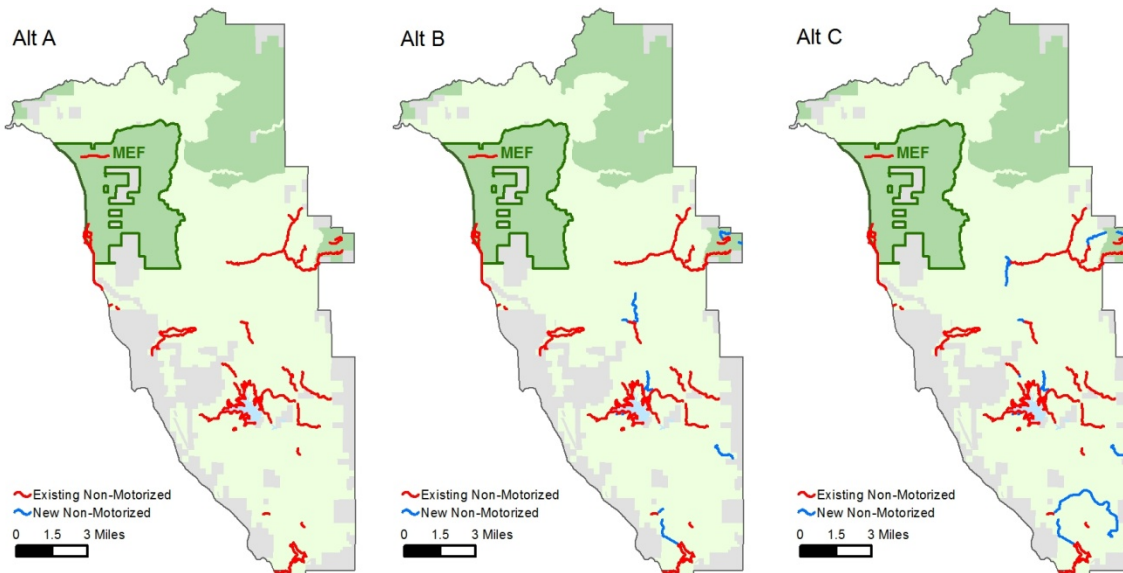 Alt A
MEF
Existing Non-Motorized
New Non-Motorized
0 1.5 3 Miles
Alt B
MEF
Existing Non-Motorized
New Non-Motorized
0 1.5 3 Miles
Alt C
MEF
Existing Non-Motorized
New Non-Motorized
0 1.5 3 Miles